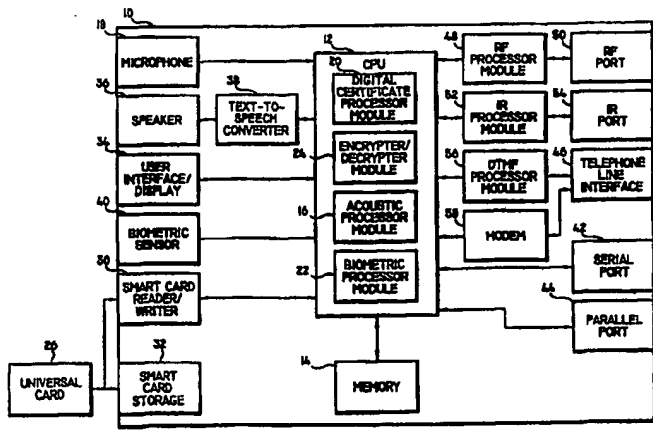 10
18
MICROPHONE
36
SPEAKER
38
TEXT-TO-
SPEECH
CONVERTER
34
USER
INTERFACE/
DISPLAY
40
BIOMETRIC
SENSOR
30
SMART CARD
READER/
WRITER
26
UNIVERSAL
CARD
32
SMART
CARD
STORAGE
12
CPU
20
DIGITAL
CERTIFICATE
PROCESSOR
MODULE
24
ENCRYPTER/
DECRYPTER
MODULE
16
ACOUSTIC
PROCESSOR
MODULE
22
BIOMETRIC
PROCESSOR
MODULE
14
MEMORY
48
RF
PROCESSOR
MODULE
50
RF
PORT
52
IR
PROCESSOR
MODULE
54
IR
PORT
56
DTMF
PROCESSOR
MODULE
46
TELEPHONE
LINE
INTERFACE
58
MODEM
42
SERIAL
PORT
44
PARALLEL
PORT